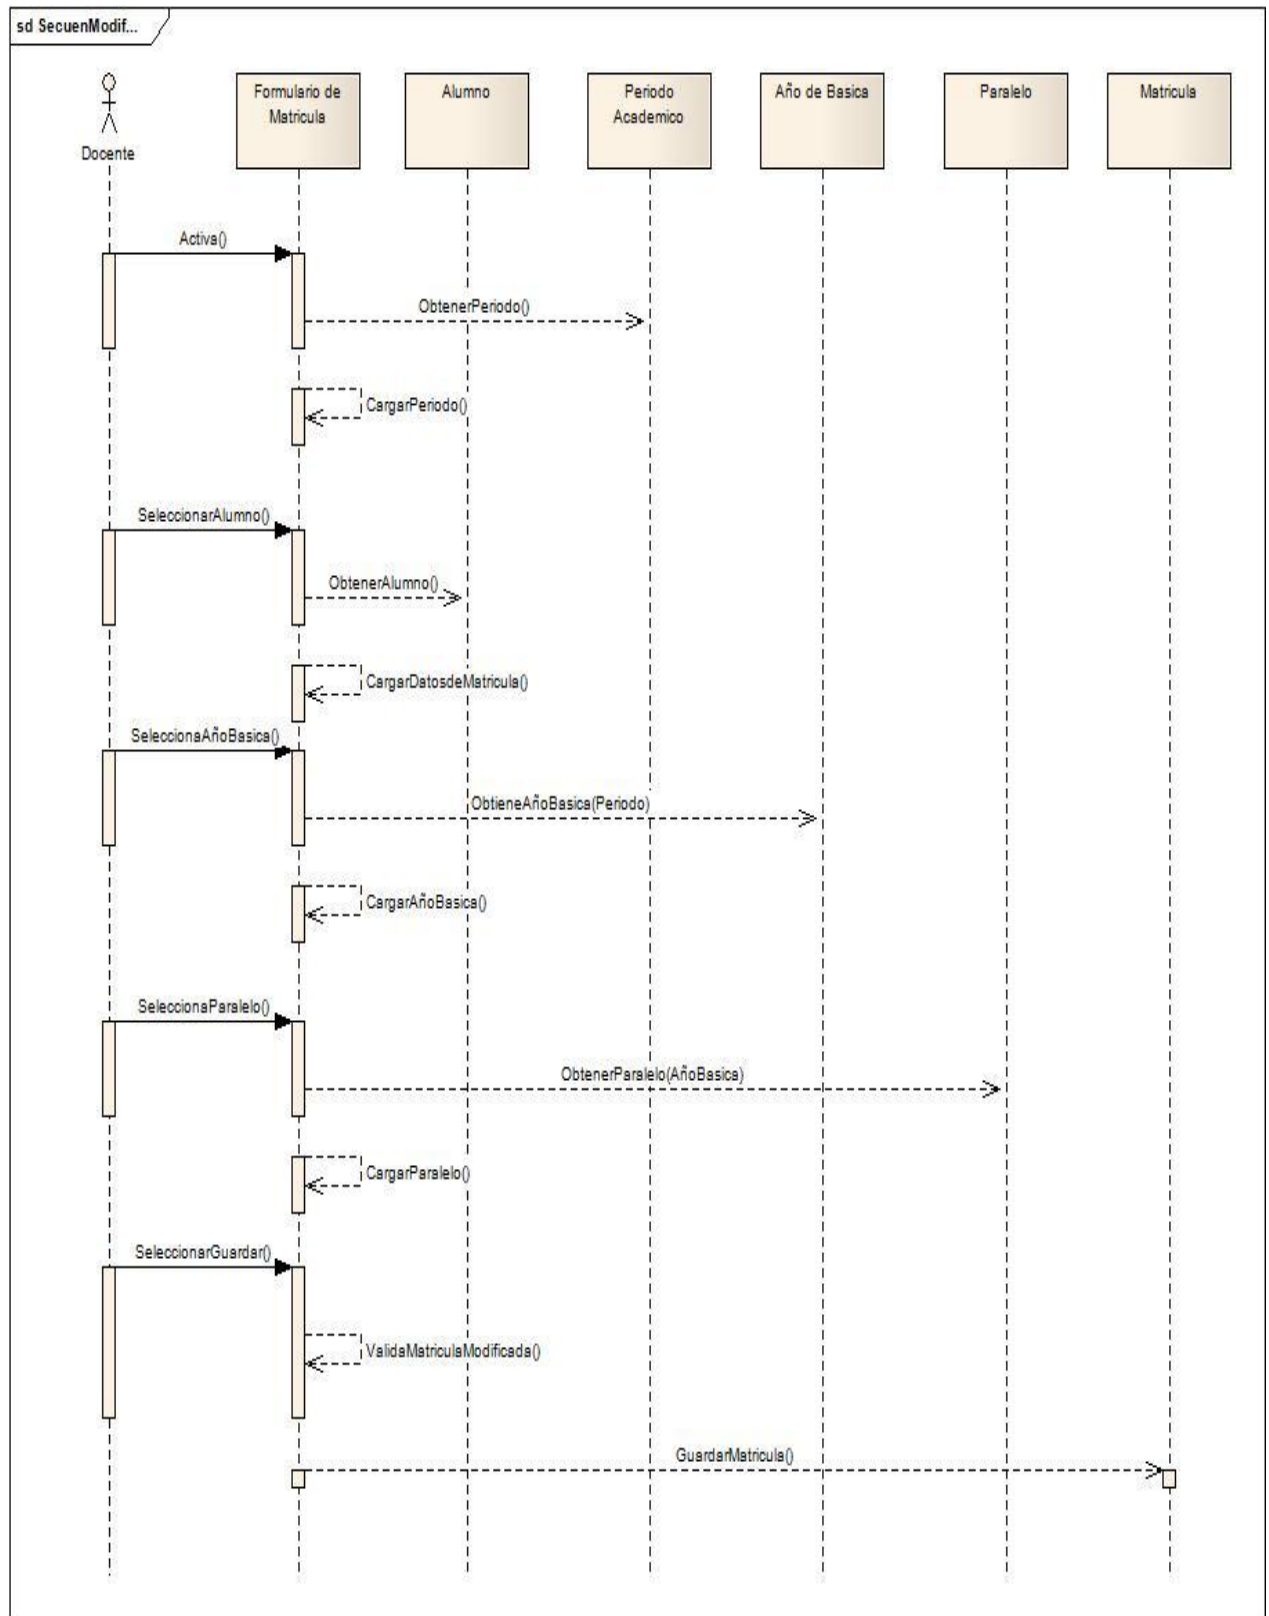 sd SecuenModif...
Docente
Formulario de
Matricula
Alumno
Periodo
Academico
Año de Basica
Paralelo
Matricula
Activa()
ObtenerPeriodo()
CargarPeriodo()
SeleccionarAlumno()
ObtenerAlumno()
CargarDatosdeMatricula()
SeleccionaAñoBasica()
ObtieneAñoBasica(Periodo)
CargarAñoBasica()
SeleccionaParalelo()
ObtenerParalelo(AñoBasica)
CargarParalelo()
SeleccionarGuardar()
ValidaMatriculaModificada()
GuardarMatricula()